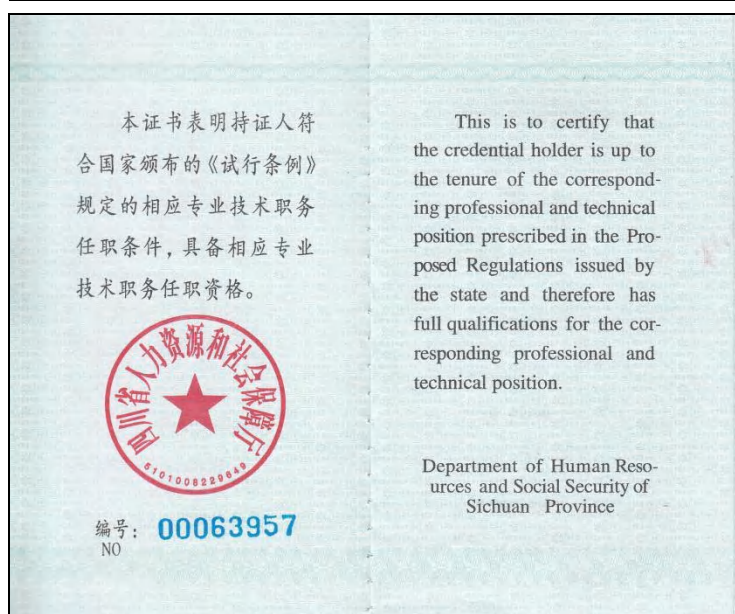 本证书表明持证人符
合国家颁布的《试行条例》
规定的相应专业技术职务
任职条件，具备相应专业
技术职务任职资格。
四川省人力资源和社会保障厅
5101008229649
编号：00063957
NO
This is to certify that
the credential holder is up to
the tenure of the correspond-
ing professional and technical
position prescribed in the Pro-
posed Regulations issued by
the state and therefore has
full qualifications for the cor-
responding professional and
technical position.
Department of Human Reso-
urces and Social Security of
Sichuan Province